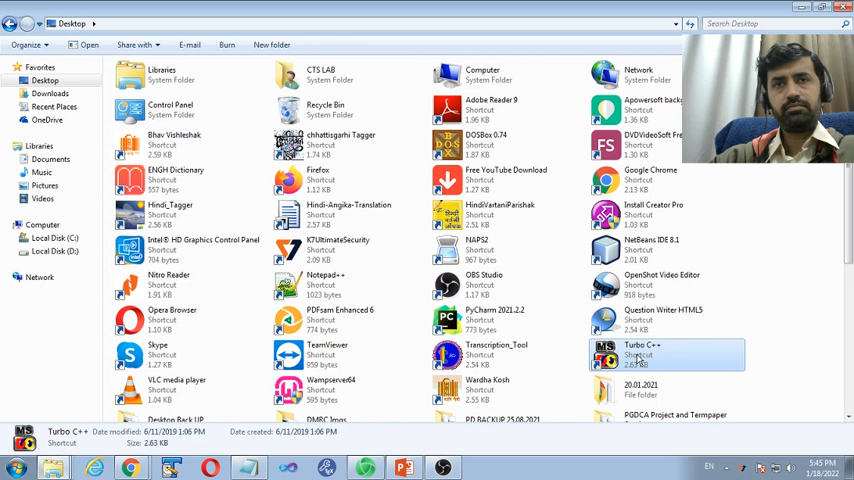 Desktop
Search Desktop
Organize
Open
Share with
E-mail
Burn
New folder
Favorites
Desktop
Downloads
Recent Places
OneDrive
Libraries
Documents
Music
Pictures
Videos
Computer
Local Disk (C:)
Local Disk (D:)
Network
Libraries
System Folder
CTS LAB
System Folder
Computer
System Folder
Network
System Folder
Control Panel
System Folder
Recycle Bin
System Folder
Adobe Reader 9
Shortcut
1.96 KB
Apowersoft backg
Shortcut
1.36 KB
Bhav Vishleshak
Shortcut
2.59 KB
chhattisgarhi Tagger
Shortcut
1.74 KB
DOSBox 0.74
Shortcut
1.87 KB
DVDVideoSoft Fre
Shortcut
1.30 KB
ENGH Dictionary
Shortcut
557 bytes
Firefox
Shortcut
1.12 KB
Free YouTube Download
Shortcut
1.26 KB
Google Chrome
Shortcut
2.13 KB
Hindi_Tagger
Shortcut
2.56 KB
Hindi-Angika-Translation
Shortcut
2.57 KB
HindiVartaniParishak
Shortcut
2.51 KB
Install Creator Pro
Shortcut
1.03 KB
Intel® HD Graphics Control Panel
Shortcut
704 bytes
K7UltimateSecurity
Shortcut
2.09 KB
NAPS2
Shortcut
967 bytes
NetBeans IDE 8.1
Shortcut
2.01 KB
Nitro Reader
Shortcut
1.91 KB
Notepad++
Shortcut
1023 bytes
OBS Studio
Shortcut
1.17 KB
OpenShot Video Editor
Shortcut
918 bytes
Opera Browser
Shortcut
1.10 KB
PDFsam Enhanced 6
Shortcut
774 bytes
PyCharm 2021.2.2
Shortcut
773 bytes
Question Writer HTML5
Shortcut
2.54 KB
Skype
Shortcut
2.54 KB
TeamViewer
Shortcut
971 bytes
Transcription_Tool
Shortcut
2.54 KB
Turbo C++
Shortcut
2.63 KB
VLC media player
Shortcut
1.04 KB
Wampserver64
Shortcut
595 bytes
Wardha Kosh
Shortcut
2.55 KB
20.01.2021
File folder
Desktop Back UP
DMRC Imgs
PD BACKUP 25.08.2021
PGDCA Project and Termpaper
Turbo C++ Date modified: 6/11/2019 1:06 PM Date created: 6/11/2019 1:06 PM
Shortcut Size: 2.63 KB
EN
5:45 PM
1/18/2022